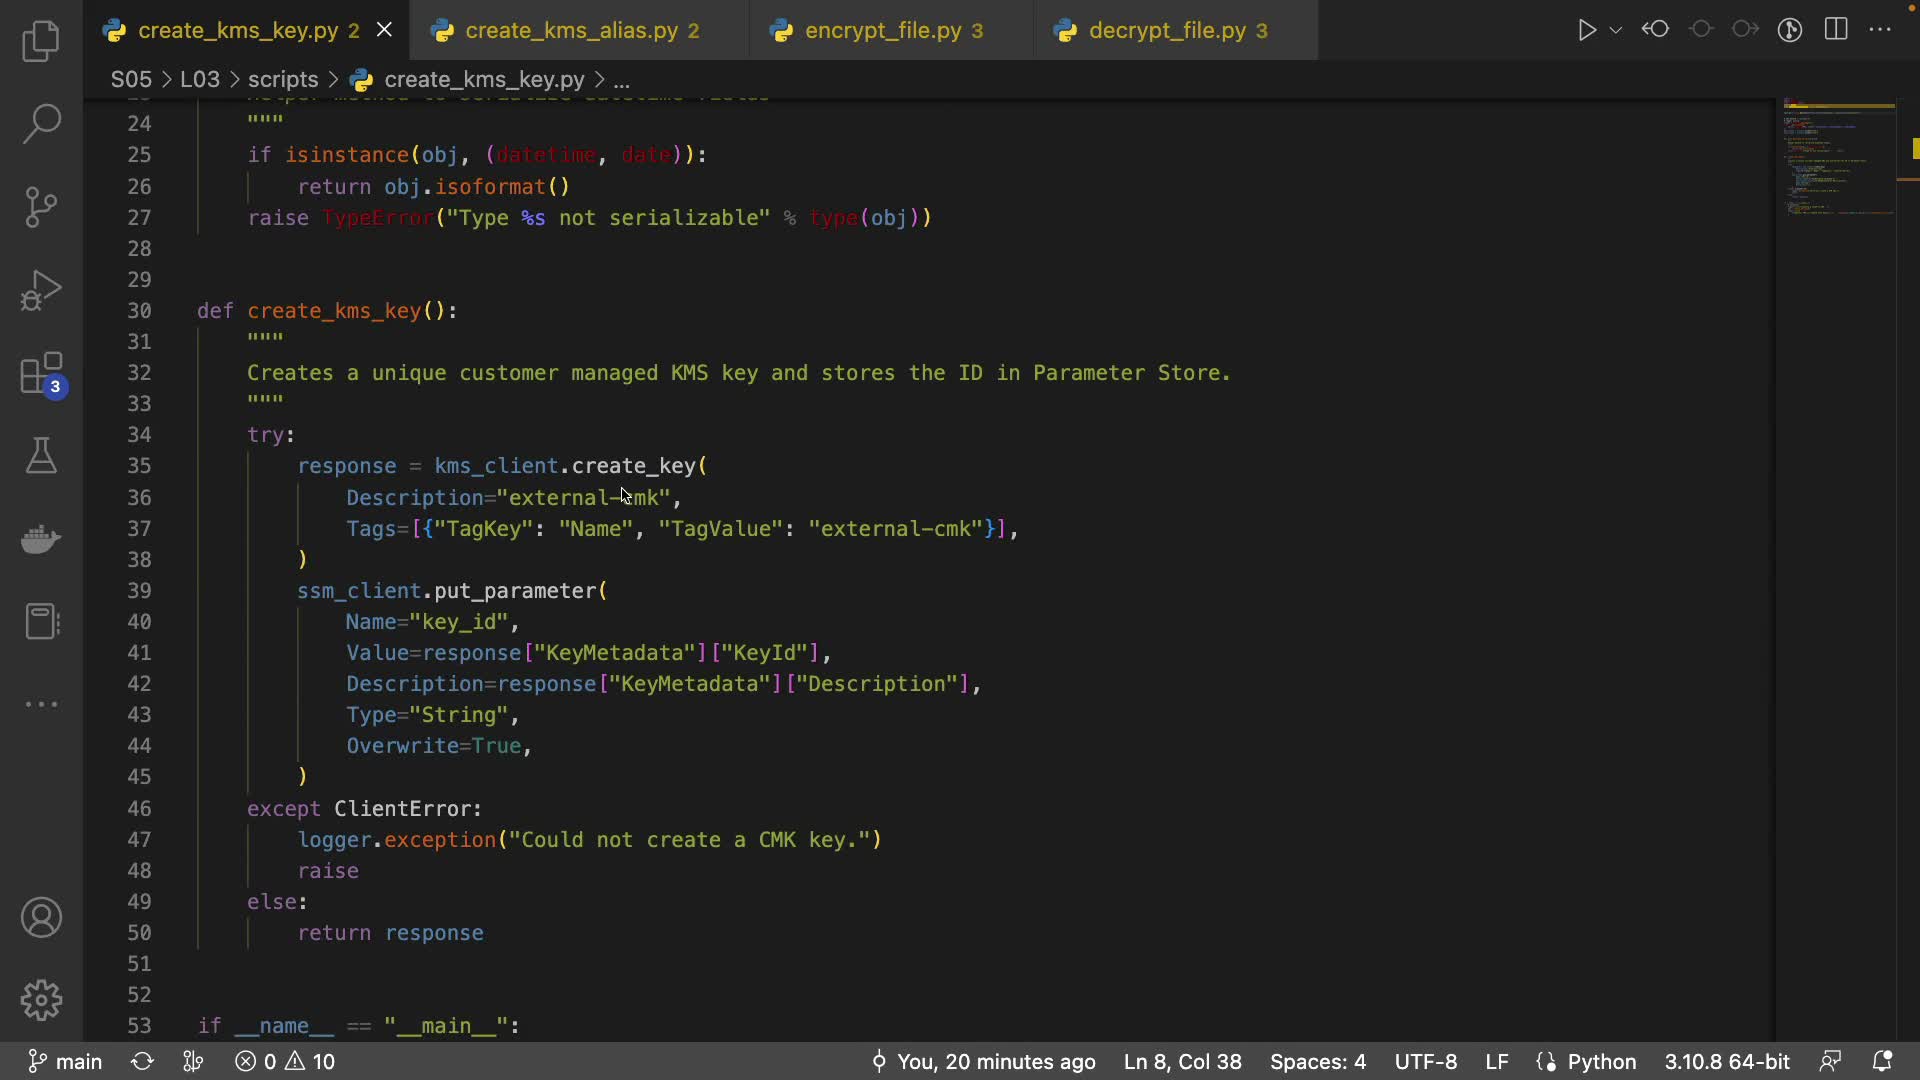 create_kms_key.py 2
create_kms_alias.py 2
encrypt_file.py 3
decrypt_file.py 3
S05 > L03 > scripts > create_kms_key.py > ...
24 """
25 if isinstance(obj, (datetime, date)):
26 return obj.isoformat()
27 raise TypeError("Type %s not serializable" % type(obj))
28
29
30 def create_kms_key():
31 """
32 Creates a unique customer managed KMS key and stores the ID in Parameter Store.
33 """
34 try:
35 response = kms_client.create_key(
36 Description="external-cmk",
37 Tags=[{"TagKey": "Name", "TagValue": "external-cmk"}],
38 )
39 ssm_client.put_parameter(
40 Name="key_id",
41 Value=response["KeyMetadata"]["KeyId"],
42 Description=response["KeyMetadata"]["Description"],
43 Type="String",
44 Overwrite=True,
45 )
46 except ClientError:
47 logger.exception("Could not create a CMK key.")
48 raise
49 else:
50 return response
51
52
53 if __name__ == "__main__":
3
main 0 10 You, 20 minutes ago Ln 8, Col 38 Spaces: 4 UTF-8 LF Python 3.10.8 64-bit